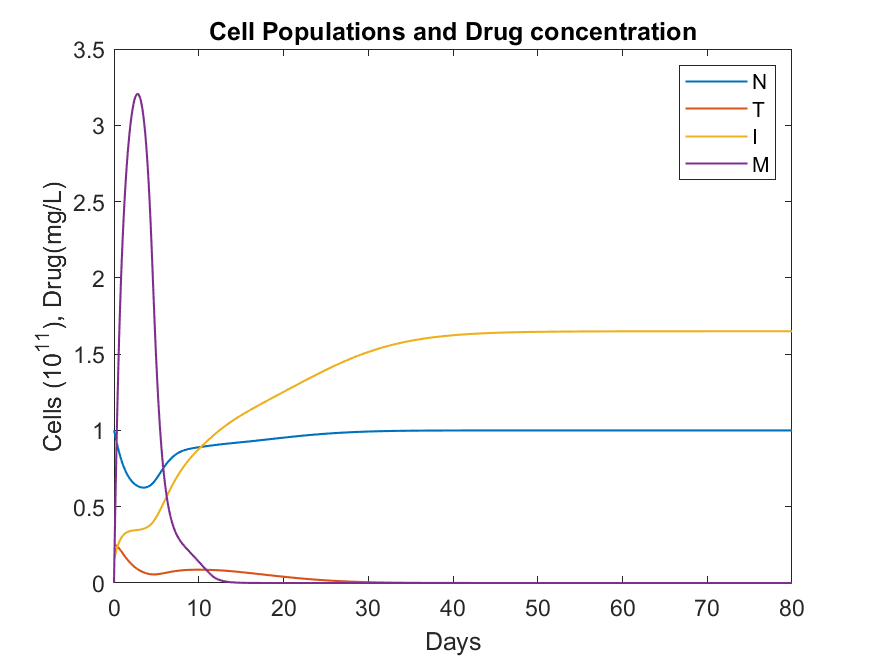 Cell Populations and Drug concentration
N
T
I
M
3.5
3
2.5
2
1.5
1
0.5
0
Cells (10^11), Drug(mg/L)
0 10 20 30 40 50 60 70 80
Days